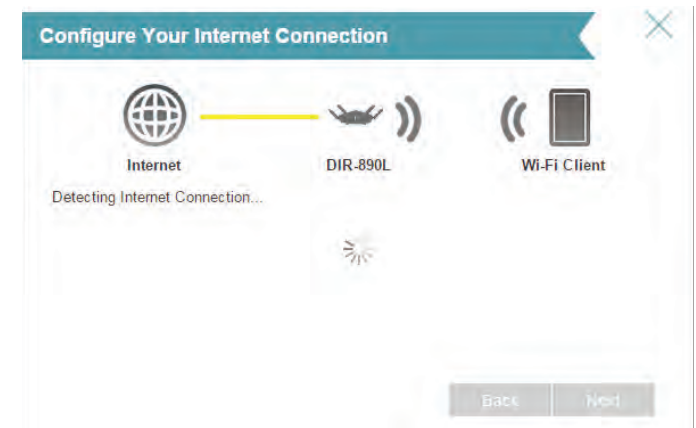 Configure Your Internet Connection
Internet
DIR-890L
Wi-Fi Client
Detecting Internet Connection...
Back
Next